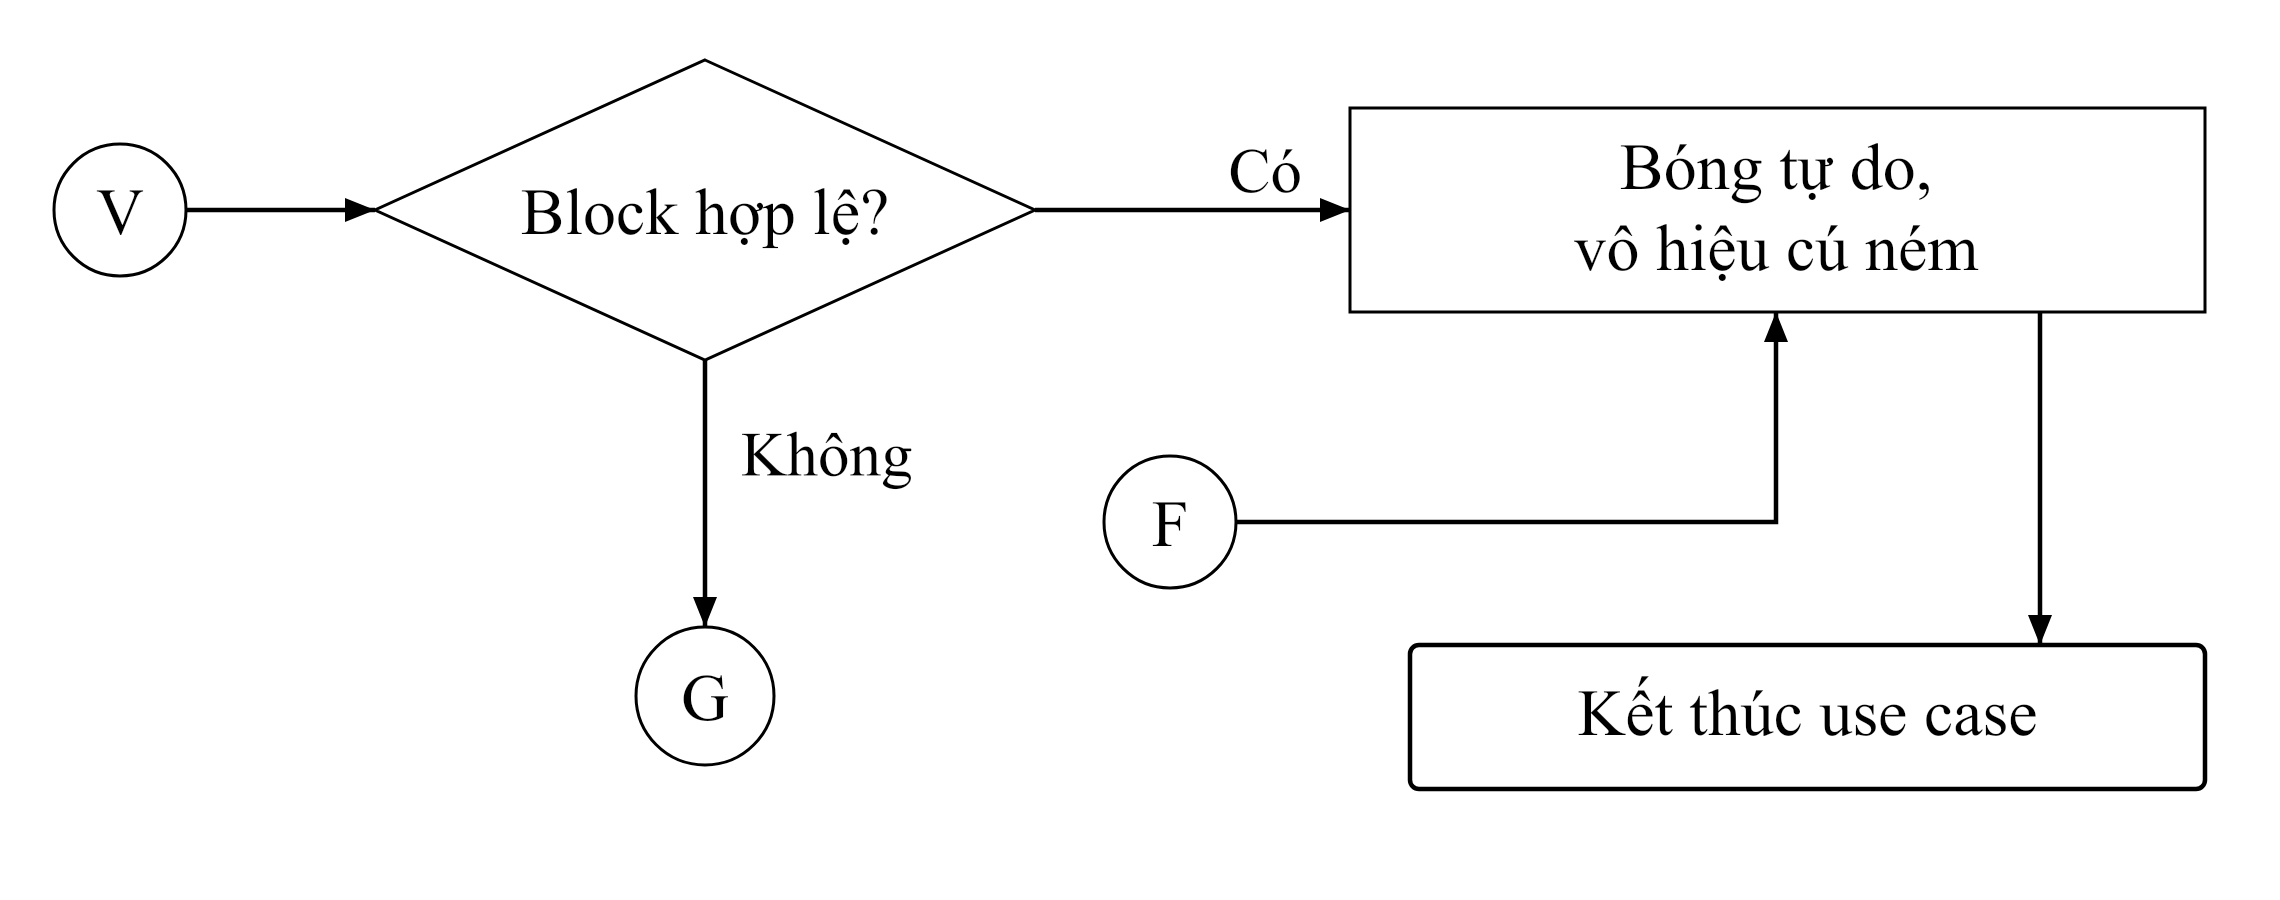 V
Block hợp lệ?
Có
Bóng tự do,
vô hiệu cú ném
Không
F
G
Kết thúc use case